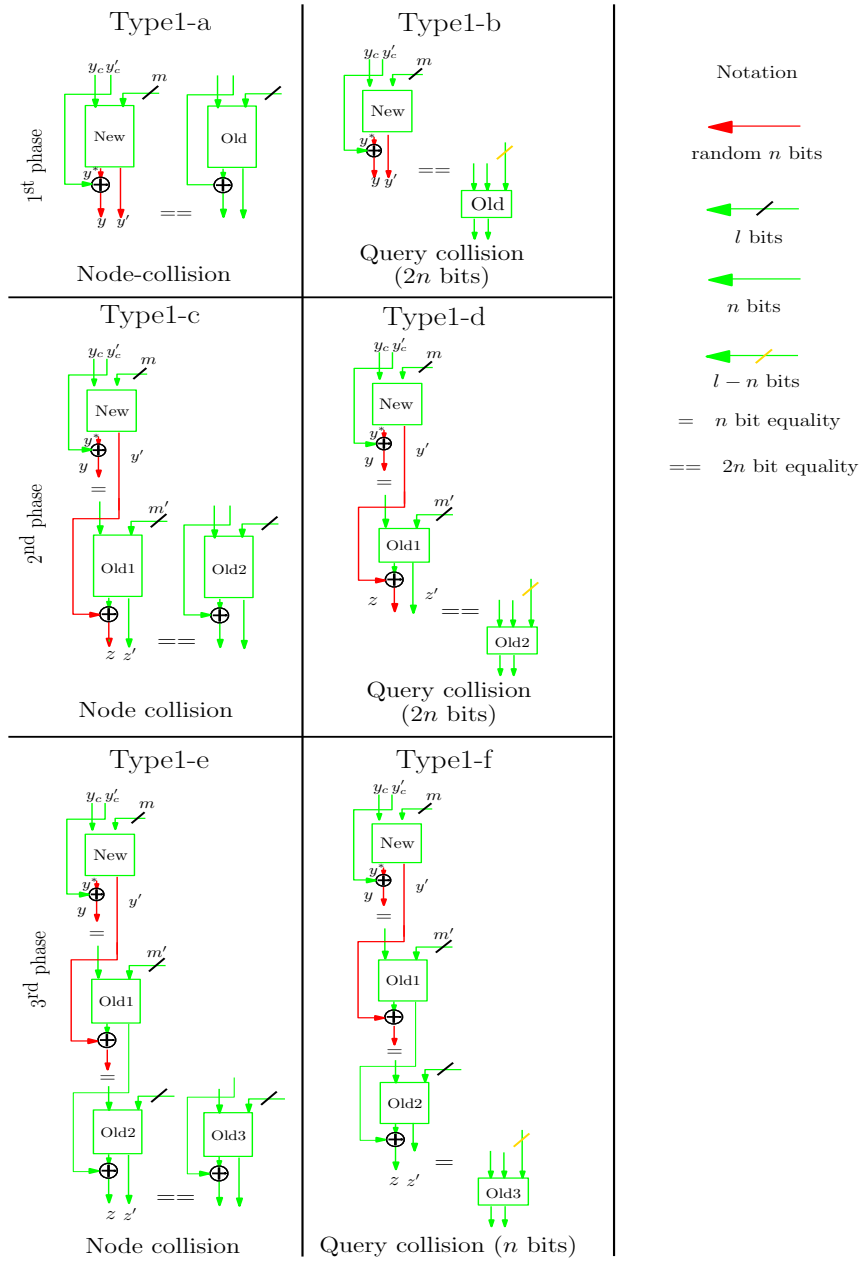 Type1-a
y_c y'_c
m
New
Old
y*
y y'
==
Node-collision
1st phase
Type1-b
y_c y'_c
m
New
y*
y y'
==
Old
Query collision
(2n bits)
Notation
random n bits
l bits
n bits
l − n bits
= n bit equality
== 2n bit equality
Type1-c
y_c y'_c
m
New
y*
y
y'
=
m'
Old1
Old2
z z'
==
Node collision
2nd phase
Type1-d
y_c y'_c
m
New
y*
y
y'
=
m'
Old1
z
z'
==
Old2
Query collision
(2n bits)
Type1-e
y_c y'_c
m
New
y*
y
y'
=
m'
Old1
=
Old2
Old3
z z'
==
Node collision
3rd phase
Type1-f
y_c y'_c
m
New
y*
y
y'
=
m'
Old1
=
Old2
z z'
=
Old3
Query collision (n bits)